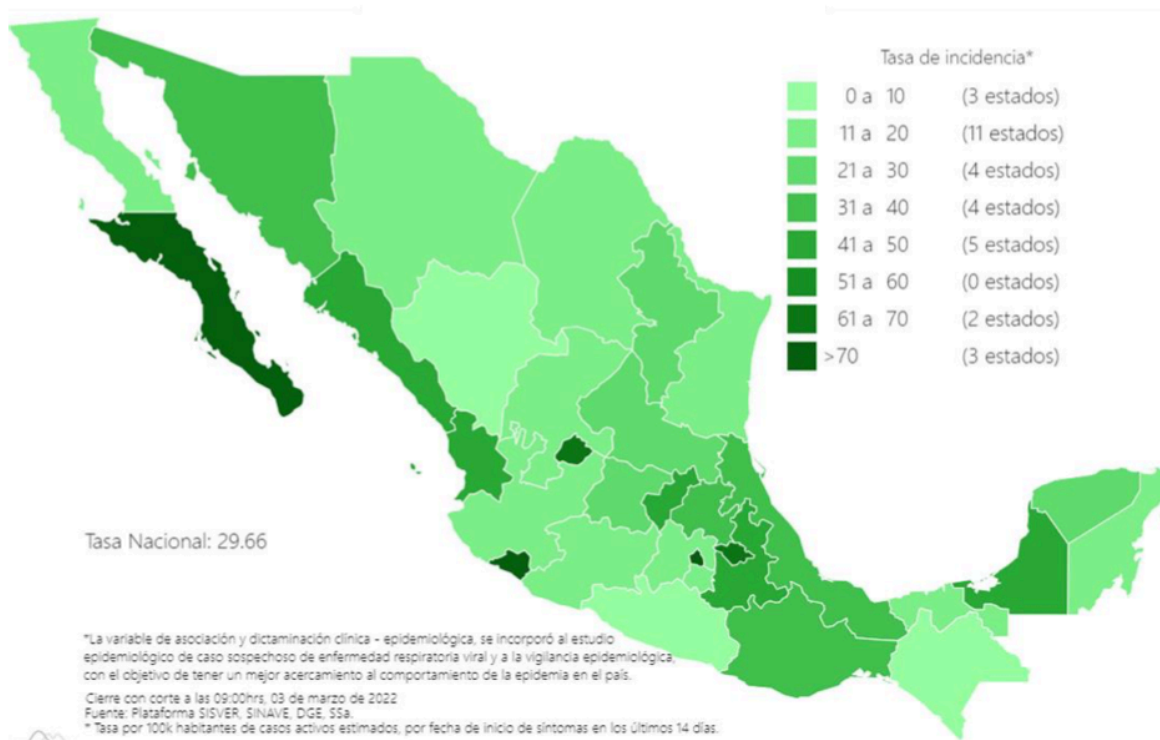 Tasa de incidencia*
0 a 10 (3 estados)
11 a 20 (11 estados)
21 a 30 (4 estados)
31 a 40 (4 estados)
41 a 50 (5 estados)
51 a 60 (0 estados)
61 a 70 (2 estados)
>70 (3 estados)
Tasa Nacional: 29.66
*La variable de asociación y dictaminación clínica - epidemiológica, se incorporó al estudio
epidemiológico de caso sospechoso de enfermedad respiratoria viral y a la vigilancia epidemiológica,
con el objetivo de tener un mejor acercamiento al comportamiento de la epidemia en el país.
Cierre con corte a las 09:00hrs, 03 de marzo de 2022
Fuente: Plataforma SISVER, SINAVE, DGE, SSa.
* Tasa por 100k habitantes de casos activos estimados, por fecha de inicio de síntomas en los últimos 14 días.